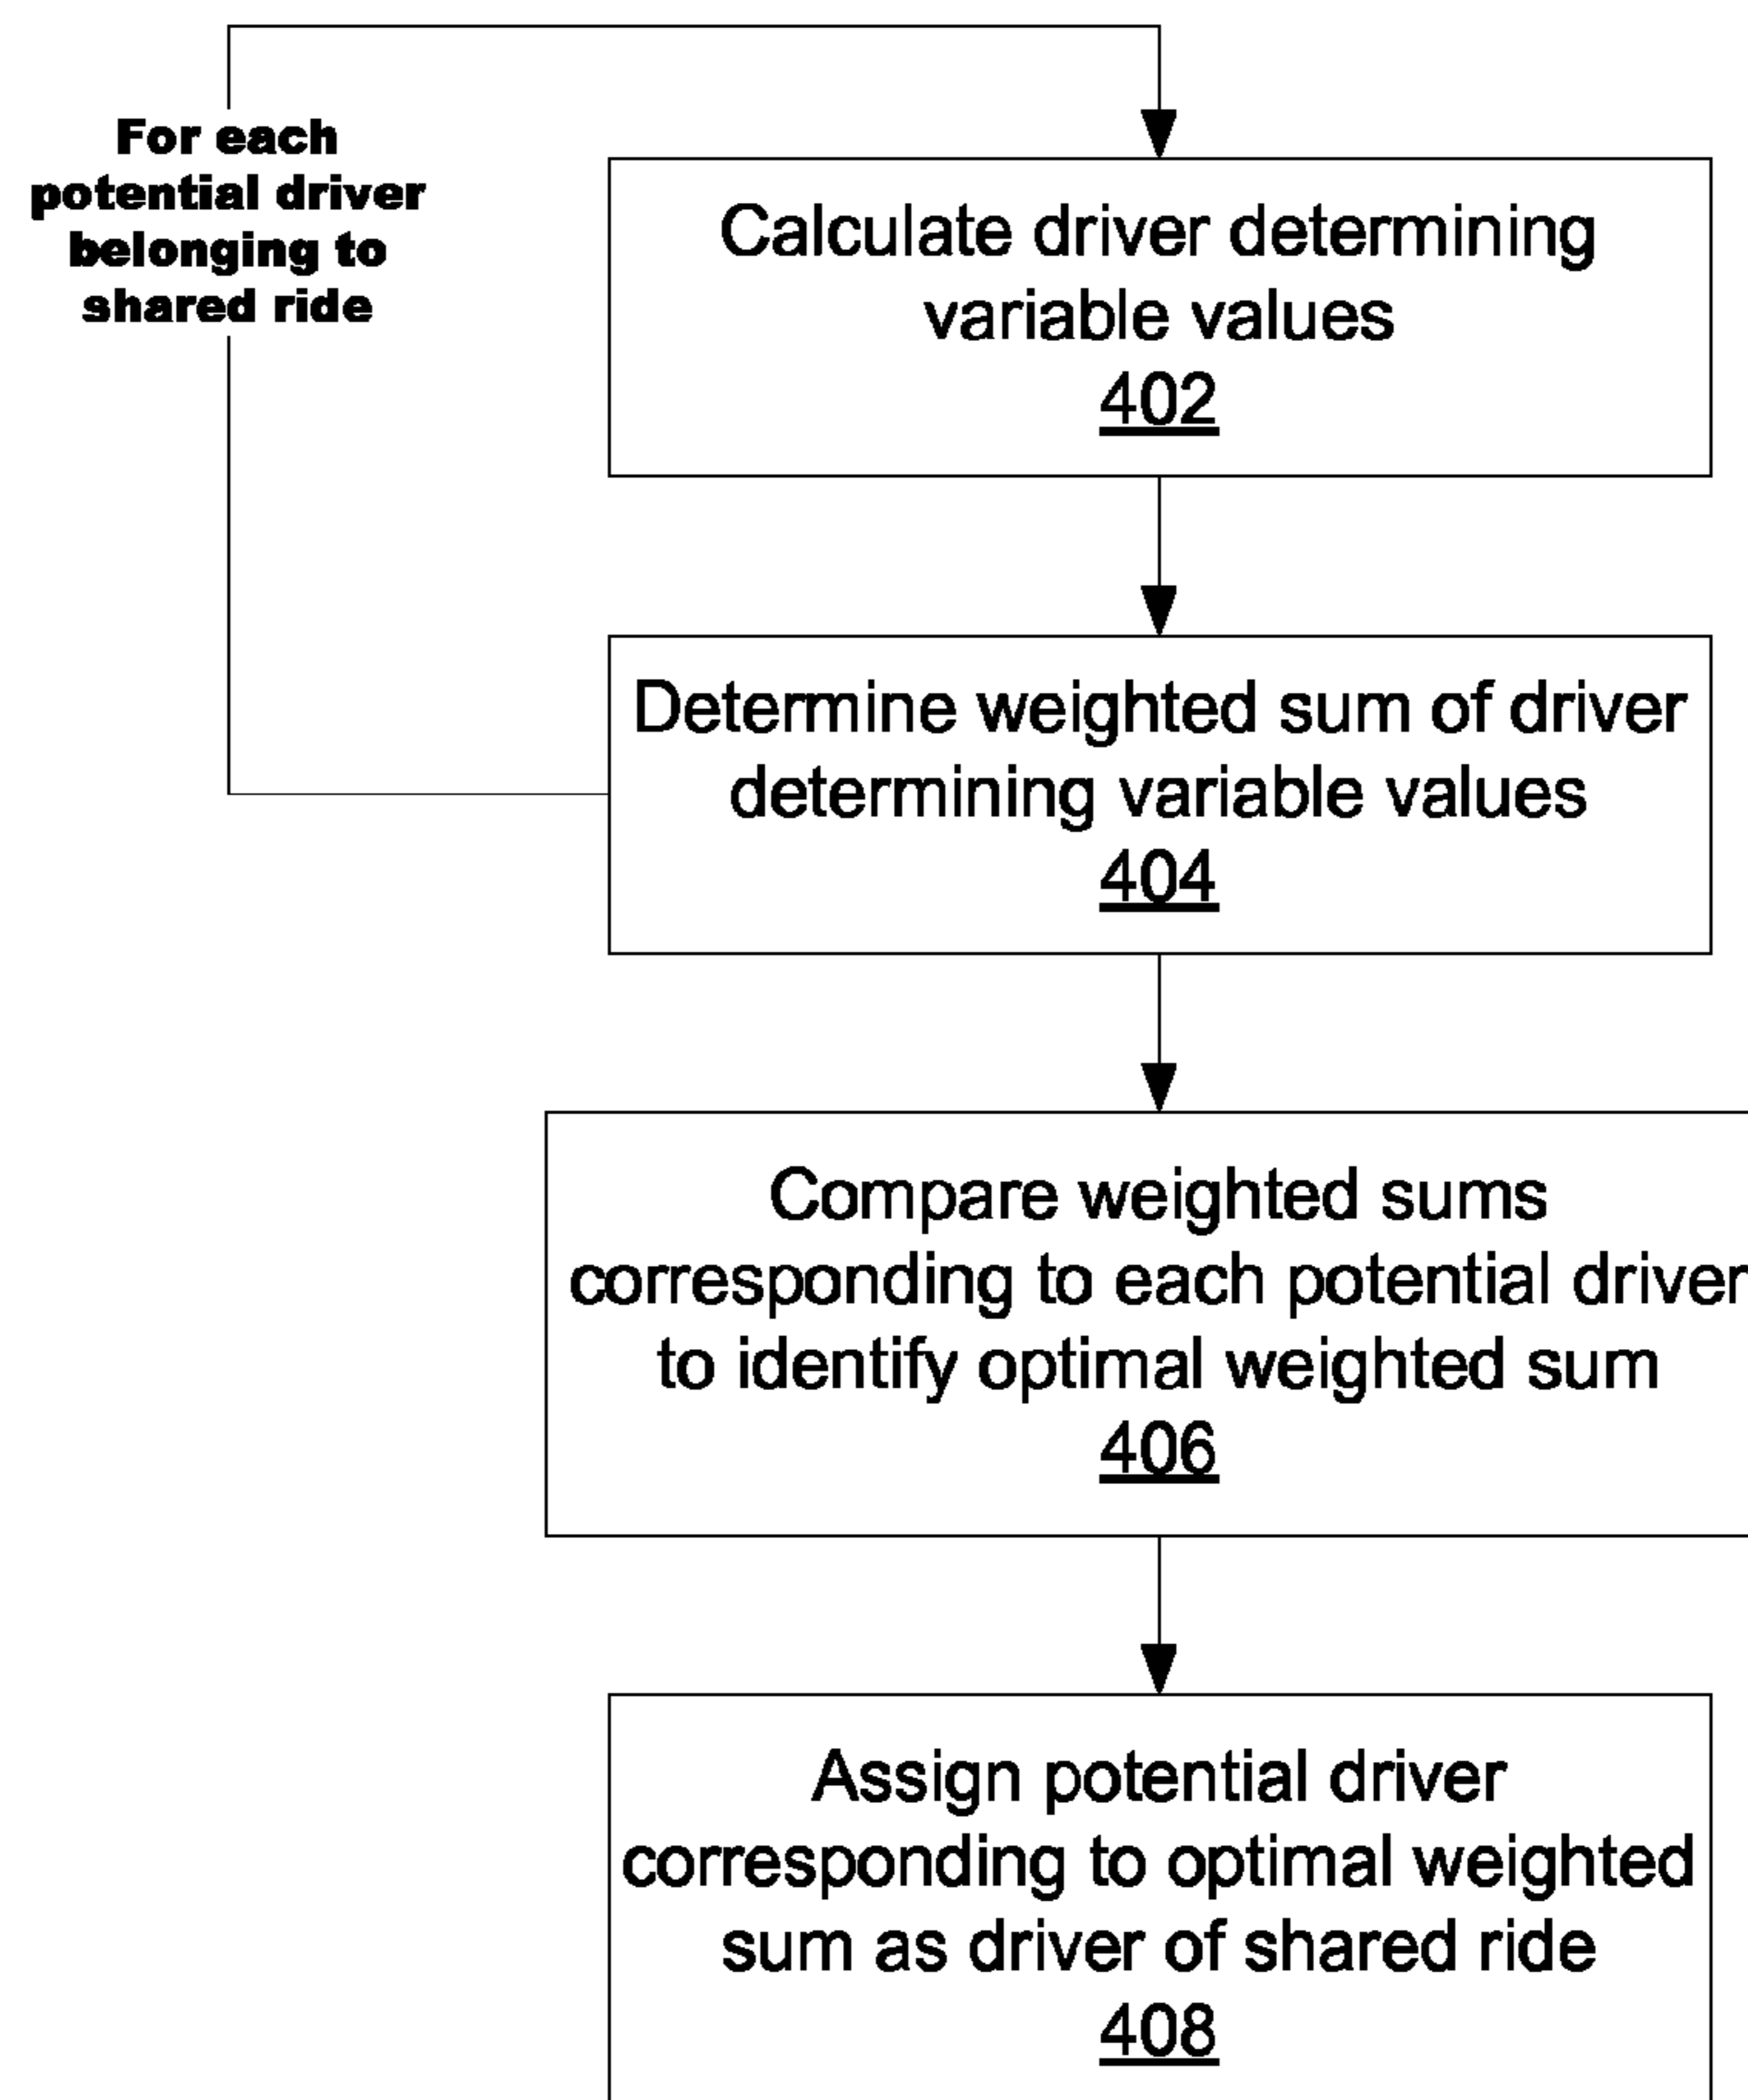 For each
potential driver
belonging to
shared ride
Calculate driver determining
variable values
402
Determine weighted sum of driver
determining variable values
404
Compare weighted sums
corresponding to each potential driver
to identify optimal weighted sum
406
Assign potential driver
corresponding to optimal weighted
sum as driver of shared ride
408